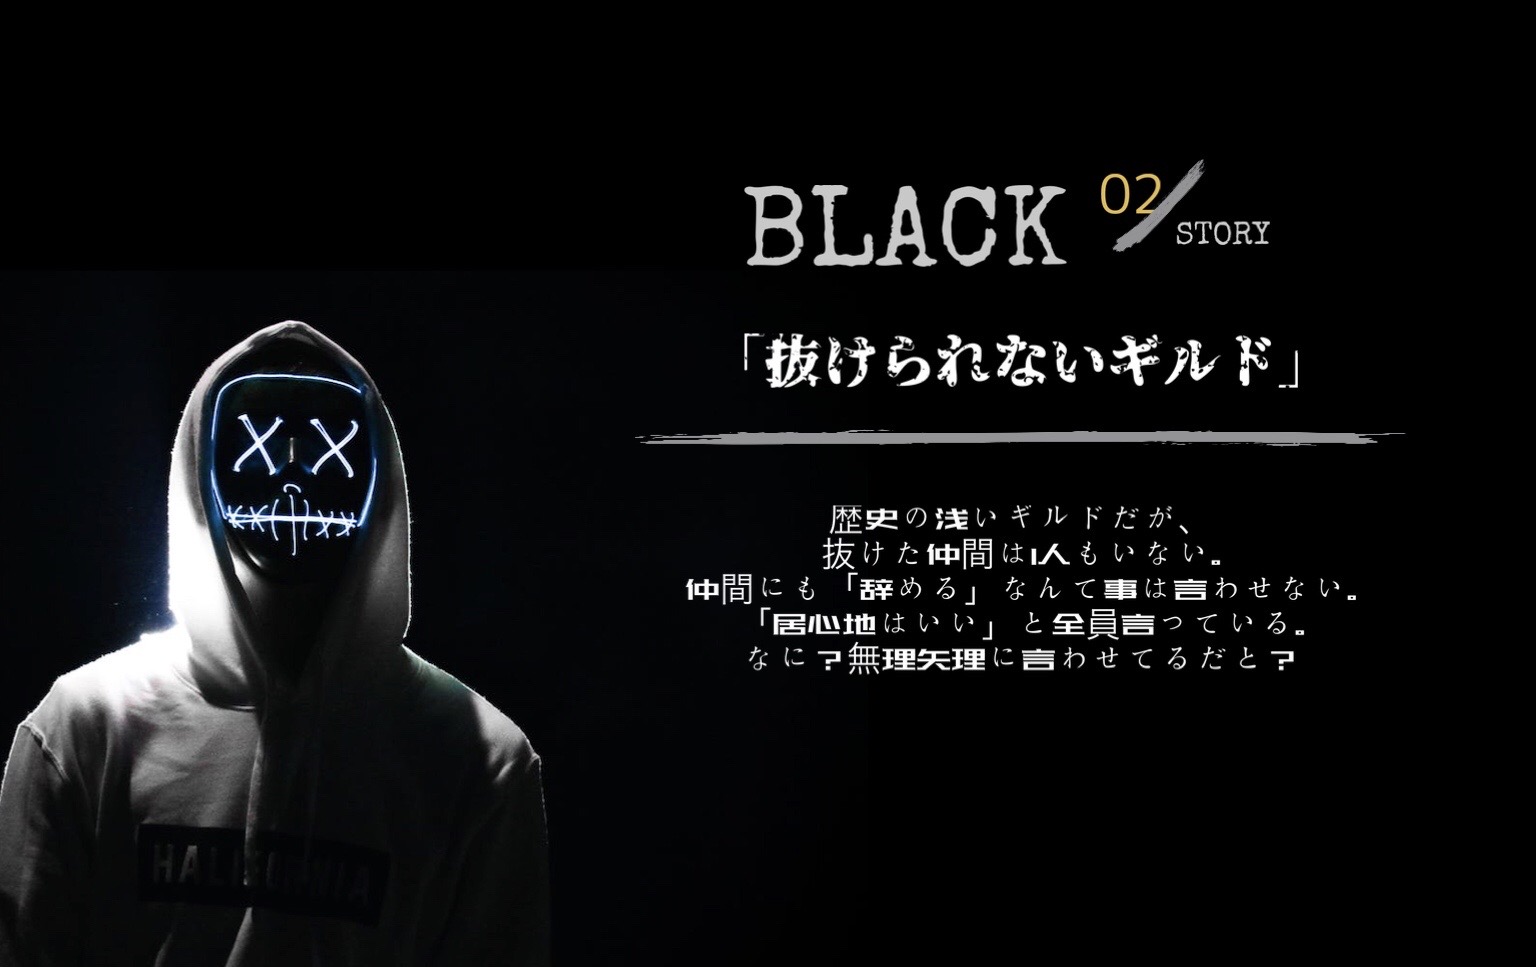 BLACK 02 STORY
「抜けられないギルド」
歴史の浅いギルドだが、
抜けた仲間は1人もいない。
仲間にも「辞める」なんて事は言わせない。
「居心地はいい」と全員言っている。
なに?無理矢理に言わせてるだと?